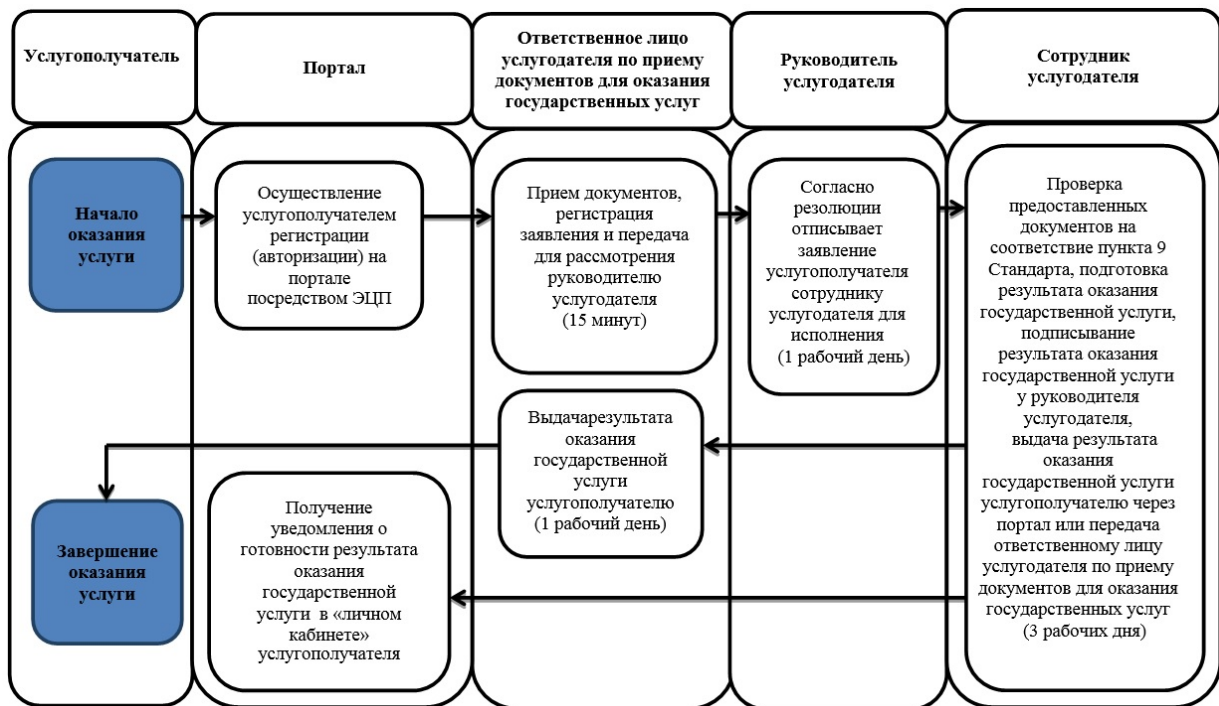 Услугополучатель
Портал
Ответственное лицо
услугодателя по приему
документов для оказания
государственных услуг
Руководитель
услугодателя
Сотрудник
услугодателя
Начало
оказания
услуги
Осуществление
услугополучателем
регистрации
(авторизации) на
портале
посредством ЭЦП
Прием документов,
регистрация
заявления и передача
для рассмотрения
руководителю
услугодателя
(15 минут)
Согласно
резолюции
отписывает
заявление
услугополучателя
сотруднику
услугодателя для
исполнения
(1 рабочий день)
Проверка
предоставленных
документов на
соответствие пункта 9
Стандарта, подготовка
результата оказания
государственной услуги,
подписывание
результата оказания
государственной услуги
у руководителя
услугодателя,
выдача результата
оказания
государственной услуги
услугополучателю через
портал или передача
ответственному лицу
услугодателя по приему
документов для оказания
государственных услуг
(3 рабочих дня)
Выдачарезультата
оказания
государственной
услуги
услугополучателю
(1 рабочий день)
Получение
уведомления о
готовности результата
оказания
государственной
услуги в «личном
кабинете»
услугополучателя
Завершение
оказания
услуги